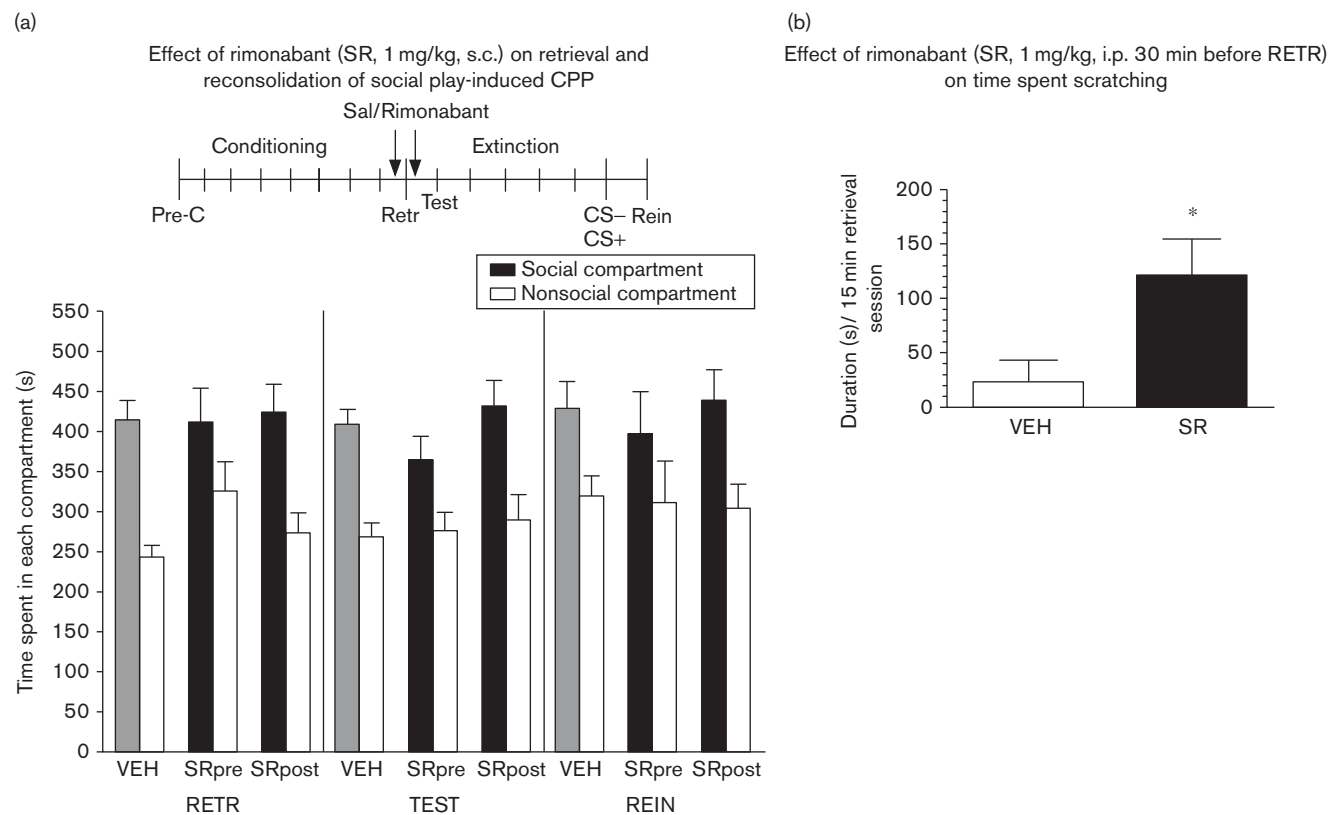 (a)
Effect of rimonabant (SR, 1 mg/kg, s.c.) on retrieval and
reconsolidation of social play-induced CPP
Sal/Rimonabant
Conditioning
Extinction
Pre-C
Retr
Test
CS– Rein
CS+
Social compartment
Nonsocial compartment
Time spent in each compartment (s)
550
500
450
400
350
300
250
200
150
100
50
0
VEH SRpre SRpost VEH SRpre SRpost VEH SRpre SRpost
RETR TEST REIN
(b)
Effect of rimonabant (SR, 1 mg/kg, i.p. 30 min before RETR)
on time spent scratching
Duration (s)/ 15 min retrieval
session
200
150
100
50
0
*
VEH SR